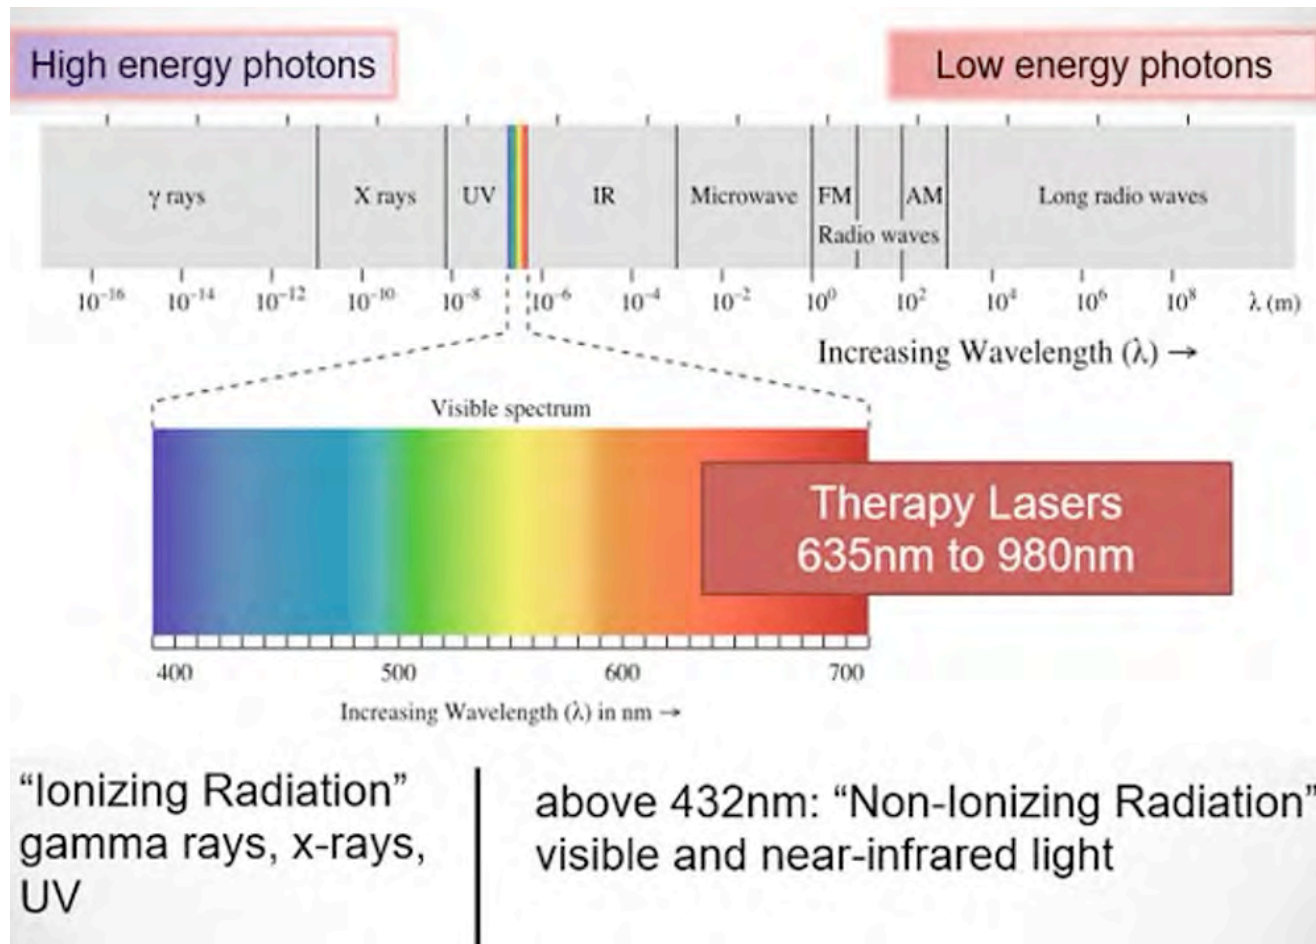 High energy photons
Low energy photons
γ rays
X rays
UV
IR
Microwave
FM
AM
Long radio waves
Radio waves
10⁻¹⁶ 10⁻¹⁴ 10⁻¹² 10⁻¹⁰ 10⁻⁸ 10⁻⁶ 10⁻⁴ 10⁻² 10⁰ 10² 10⁴ 10⁶ 10⁸ λ (m)
Increasing Wavelength (λ) →
Visible spectrum
Therapy Lasers
635nm to 980nm
400 500 600 700
Increasing Wavelength (λ) in nm →
“Ionizing Radiation”
gamma rays, x-rays,
UV
above 432nm: “Non-Ionizing Radiation”
visible and near-infrared light